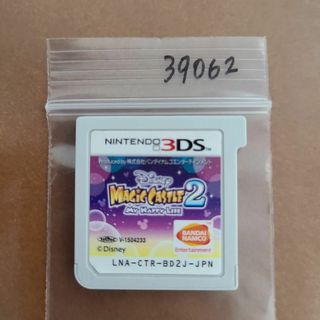 39062
NINTENDO 3DS
Produced by 株式会社バンダイナムコエンターテインメント
Disney
MAGIC CASTLE 2
MY HAPPY LIFE
V-1504233
BANDAI
NAMCO
Entertainment
©Disney
LNA-CTR-BD2J-JPN